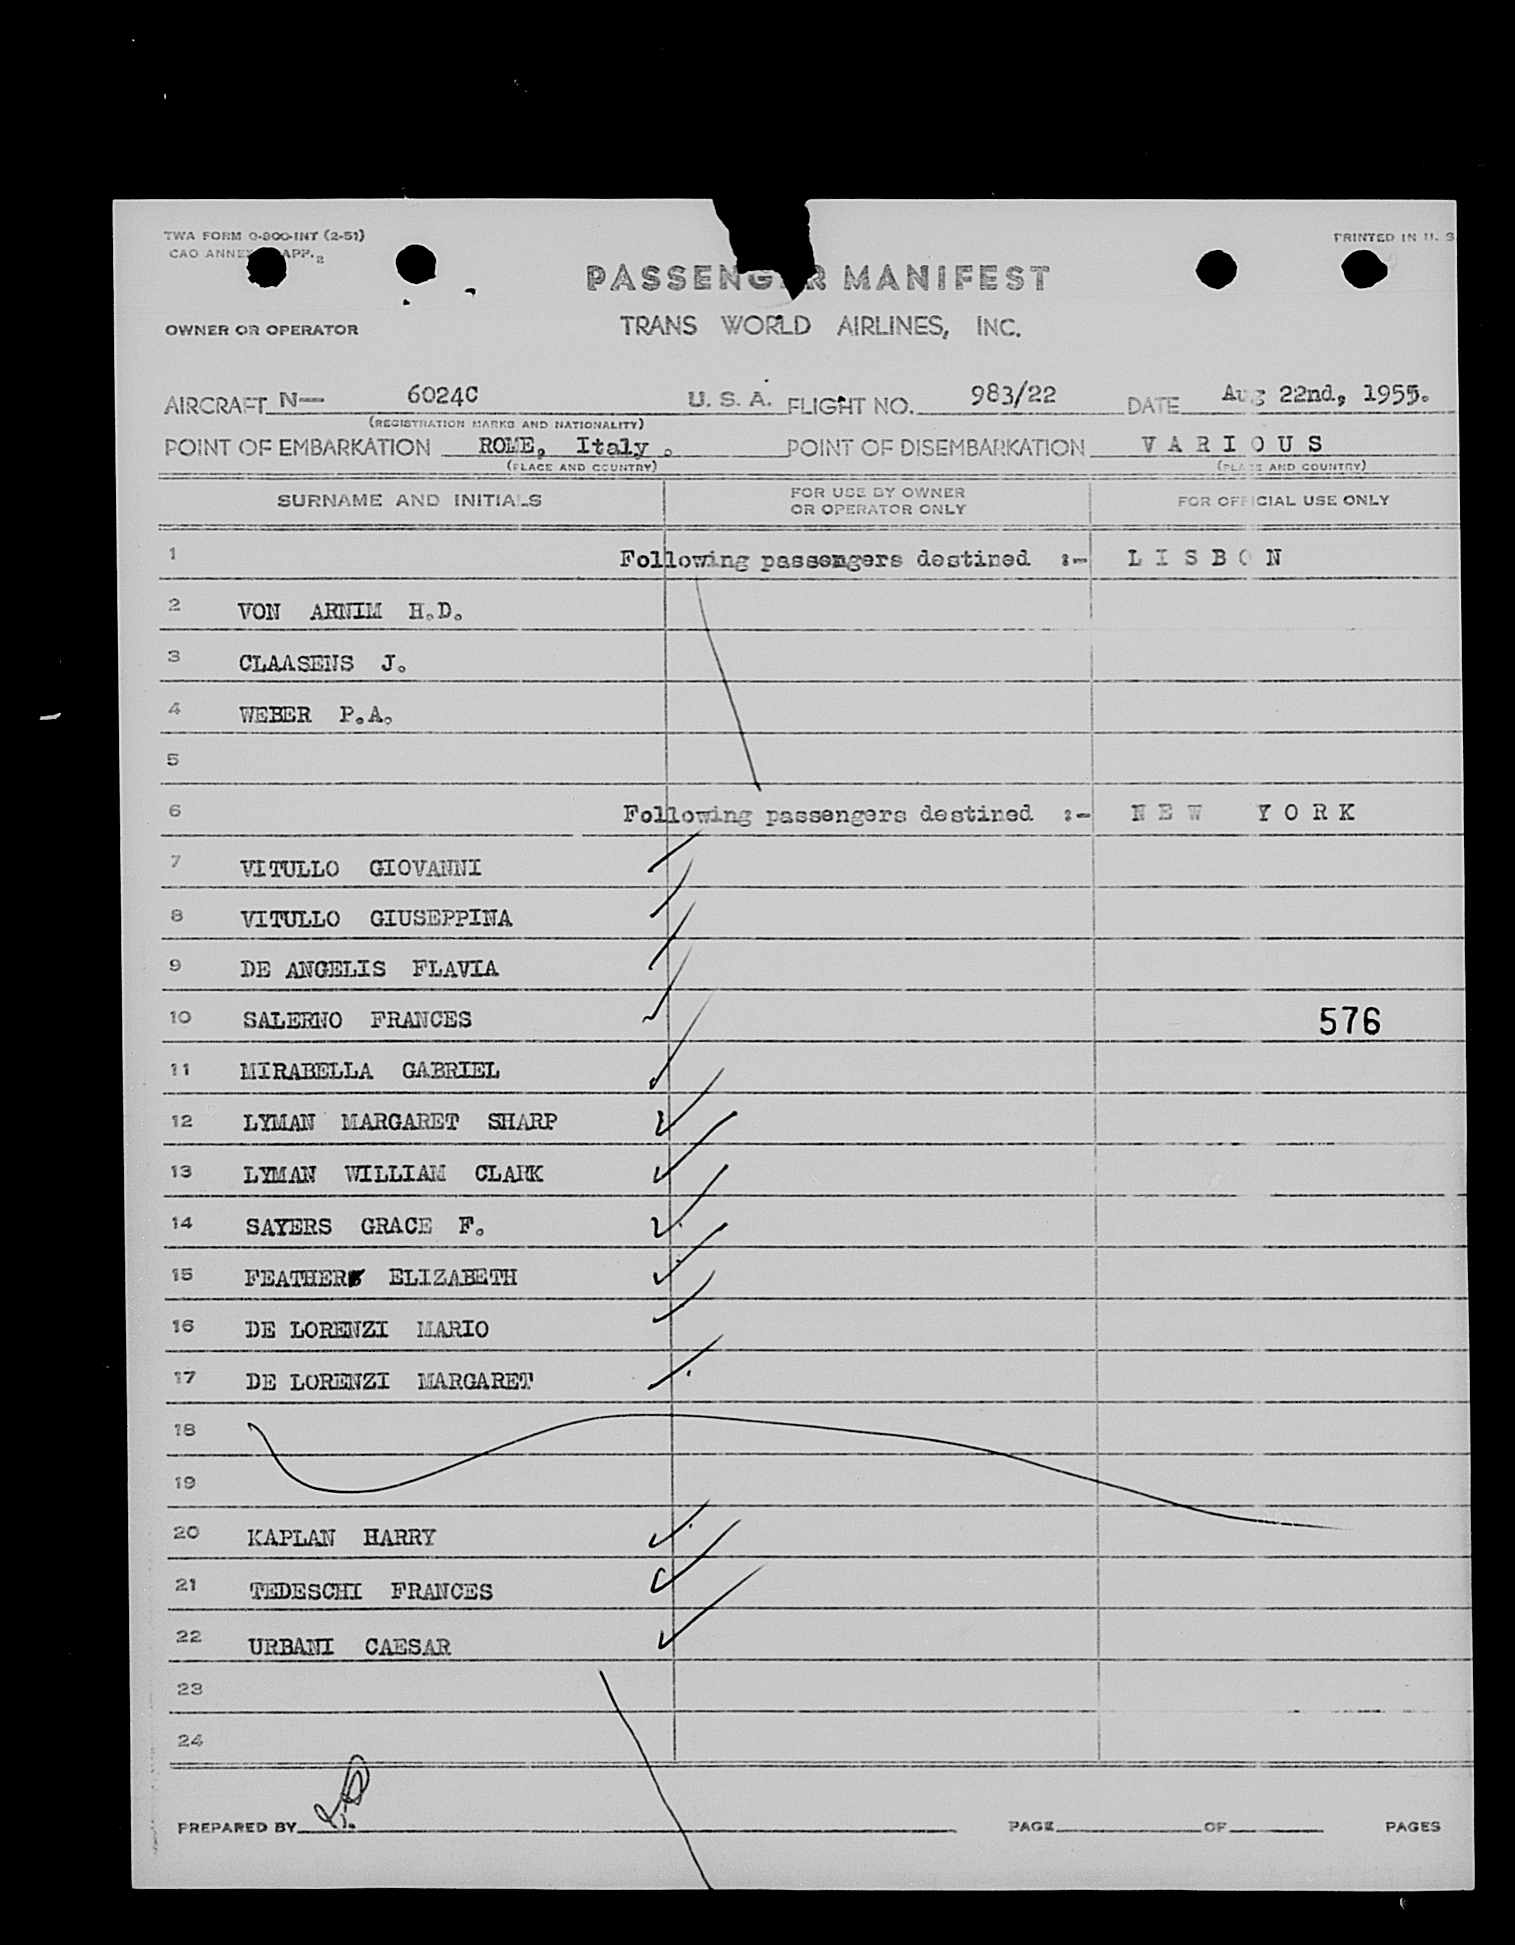 TWA FORM O-800-INT (2-51)
CAO ANNEX APP. 2
PRINTED IN U. S
PASSENGER MANIFEST
OWNER OR OPERATOR
TRANS WORLD AIRLINES, INC.
AIRCRAFT N— 6024C U. S. A. FLIGHT NO. 983/22 DATE Aug 22nd, 1955.
(REGISTRATION MARKS AND NATIONALITY)
POINT OF EMBARKATION ROME, Italy . POINT OF DISEMBARKATION V A R I O U S
(PLACE AND COUNTRY) (PLACE AND COUNTRY)
SURNAME AND INITIALS FOR USE BY OWNER OR OPERATOR ONLY FOR OFFICIAL USE ONLY
1 Following passengers destined :- L I S B O N
2 VON ARNIM H.D.
3 CLAASENS J.
4 WEBER P.A.
5
6 Following passengers destined :- N E W Y O R K
7 VITULLO GIOVANNI
8 VITULLO GIUSEPPINA
9 DE ANGELIS FLAVIA
10 SALERNO FRANCES 576
11 MIRABELLA GABRIEL
12 LYMAN MARGARET SHARP
13 LYMAN WILLIAM CLARK
14 SAYERS GRACE F.
15 FEATHER ELIZABETH
16 DE LORENZI MARIO
17 DE LORENZI MARGARET
18
19
20 KAPLAN HARRY
21 TEDESCHI FRANCES
22 URBANI CAESAR
23
24
PREPARED BY PAGE OF PAGES